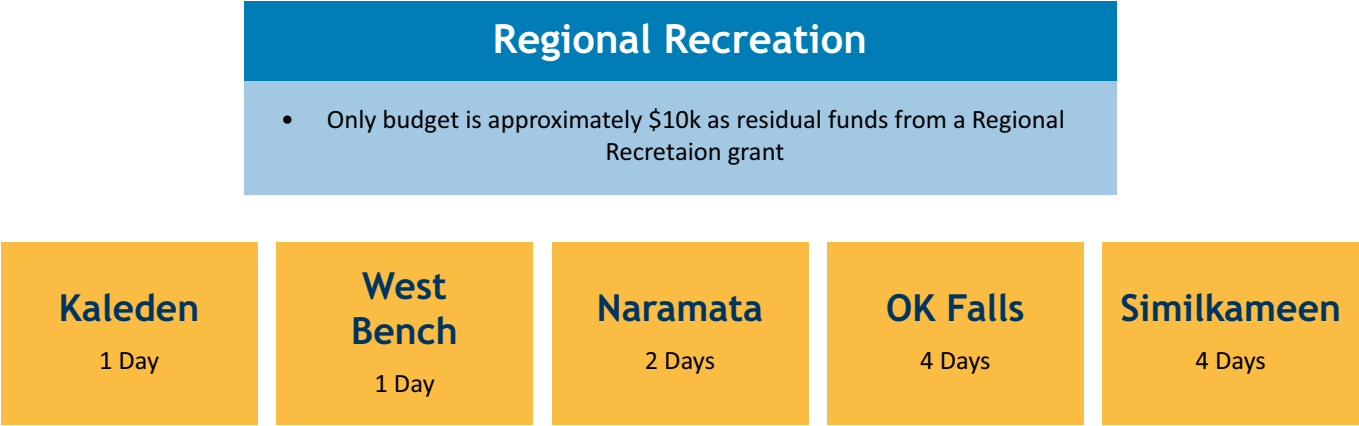 Regional Recreation
• Only budget is approximately $10k as residual funds from a Regional
Recretaion grant
Kaleden
1 Day
West
Bench
1 Day
Naramata
2 Days
OK Falls
4 Days
Similkameen
4 Days